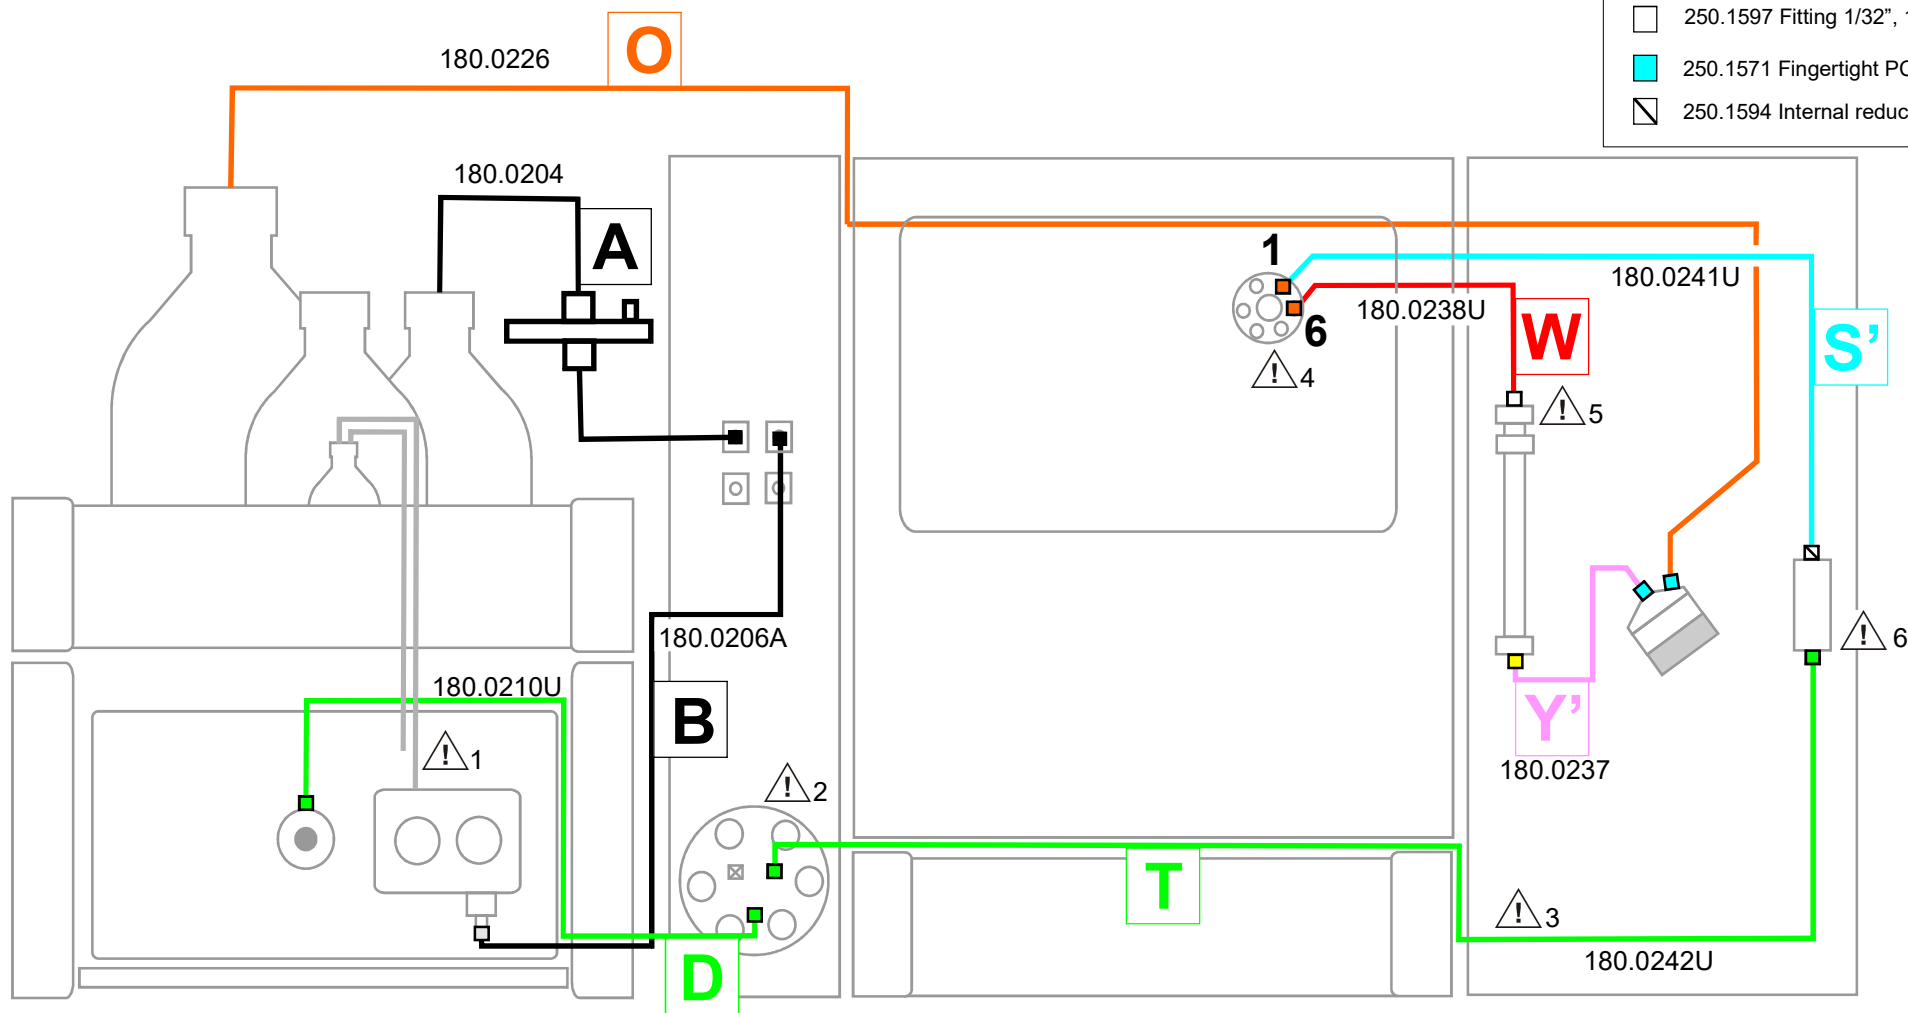 250.1597 Fitting 1/32”, 1
250.1571 Fingertight PC
250.1594 Internal reduc
O
180.0226
180.0204
A
1
180.0241U
180.0238U
6
W
S’
! 4
! 5
180.0206A
! 6
180.0210U
B
Y’
! 1
180.0237
! 2
T
! 3
180.0242U
D